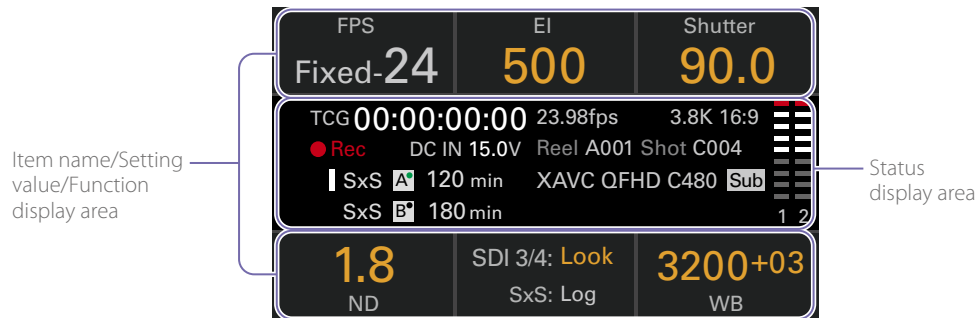 FPS EI Shutter
Fixed-24 500 90.0
TCG 00:00:00:00 23.98fps 3.8K 16:9
Rec DC IN 15.0V Reel A001 Shot C004
SxS A 120 min XAVC QFHD C480 Sub
SxS B 180 min 1 2
1.8 SDI 3/4: Look 3200+03
ND SxS: Log WB
Item name/Setting
value/Function
display area
Status
display area